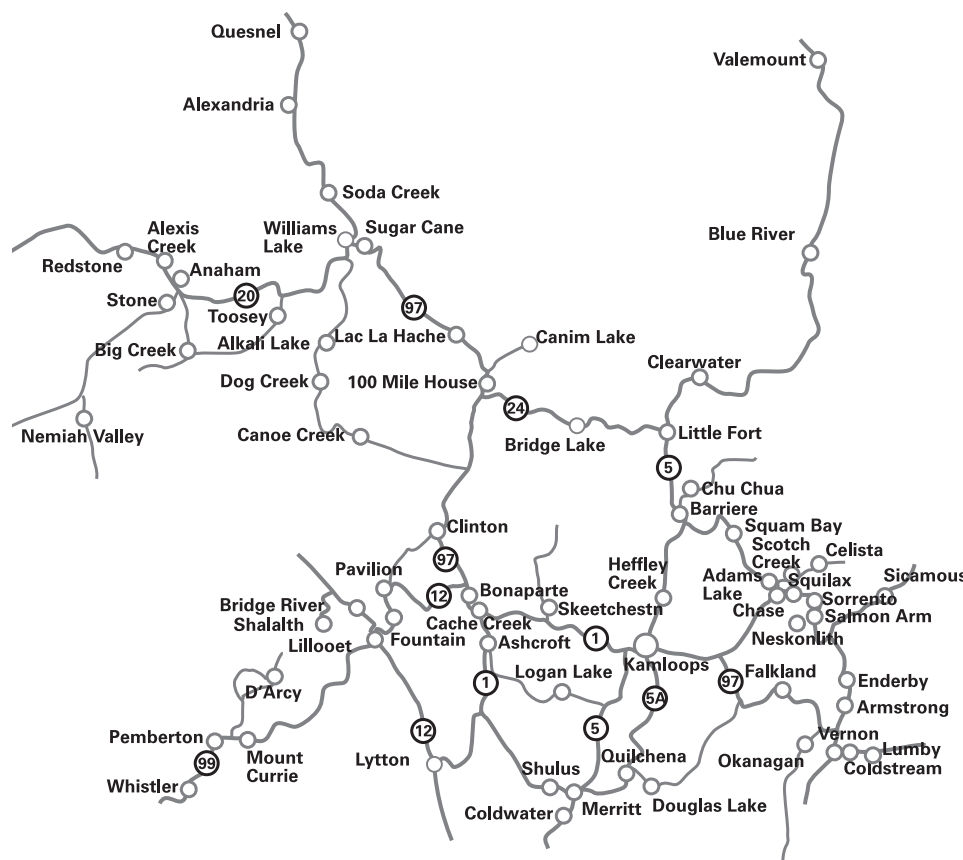 Quesnel
Valemount
Alexandria
Soda Creek
Williams
Lake
Sugar Cane
Alexis
Creek
Blue River
Redstone
Anaham
Stone
20
Toosey
97
Lac La Hache
Canim Lake
Big Creek
Alkali Lake
Clearwater
Dog Creek
100 Mile House
24
Nemiah Valley
Canoe Creek
Bridge Lake
Little Fort
5
Chu Chua
Barriere
Clinton
Squam Bay
97
Scotch
Creek
Celista
Pavilion
Heffley
Creek
Adams
Lake
Squilax
Sicamous
12
Bonaparte
Chase
Sorrento
Bridge River
Shalalth
Cache Creek
Skeetchestn
Salmon Arm
Fountain
1
Neskonlith
Lillooet
Ashcroft
Kamloops
D'Arcy
1
Logan Lake
5A
97
Falkland
Enderby
Armstrong
Pemberton
12
5
Vernon
99
Mount
Currie
Lytton
Quilchena
Okanagan
Lumby
Coldstream
Whistler
Shulus
Coldwater
Merritt
Douglas Lake